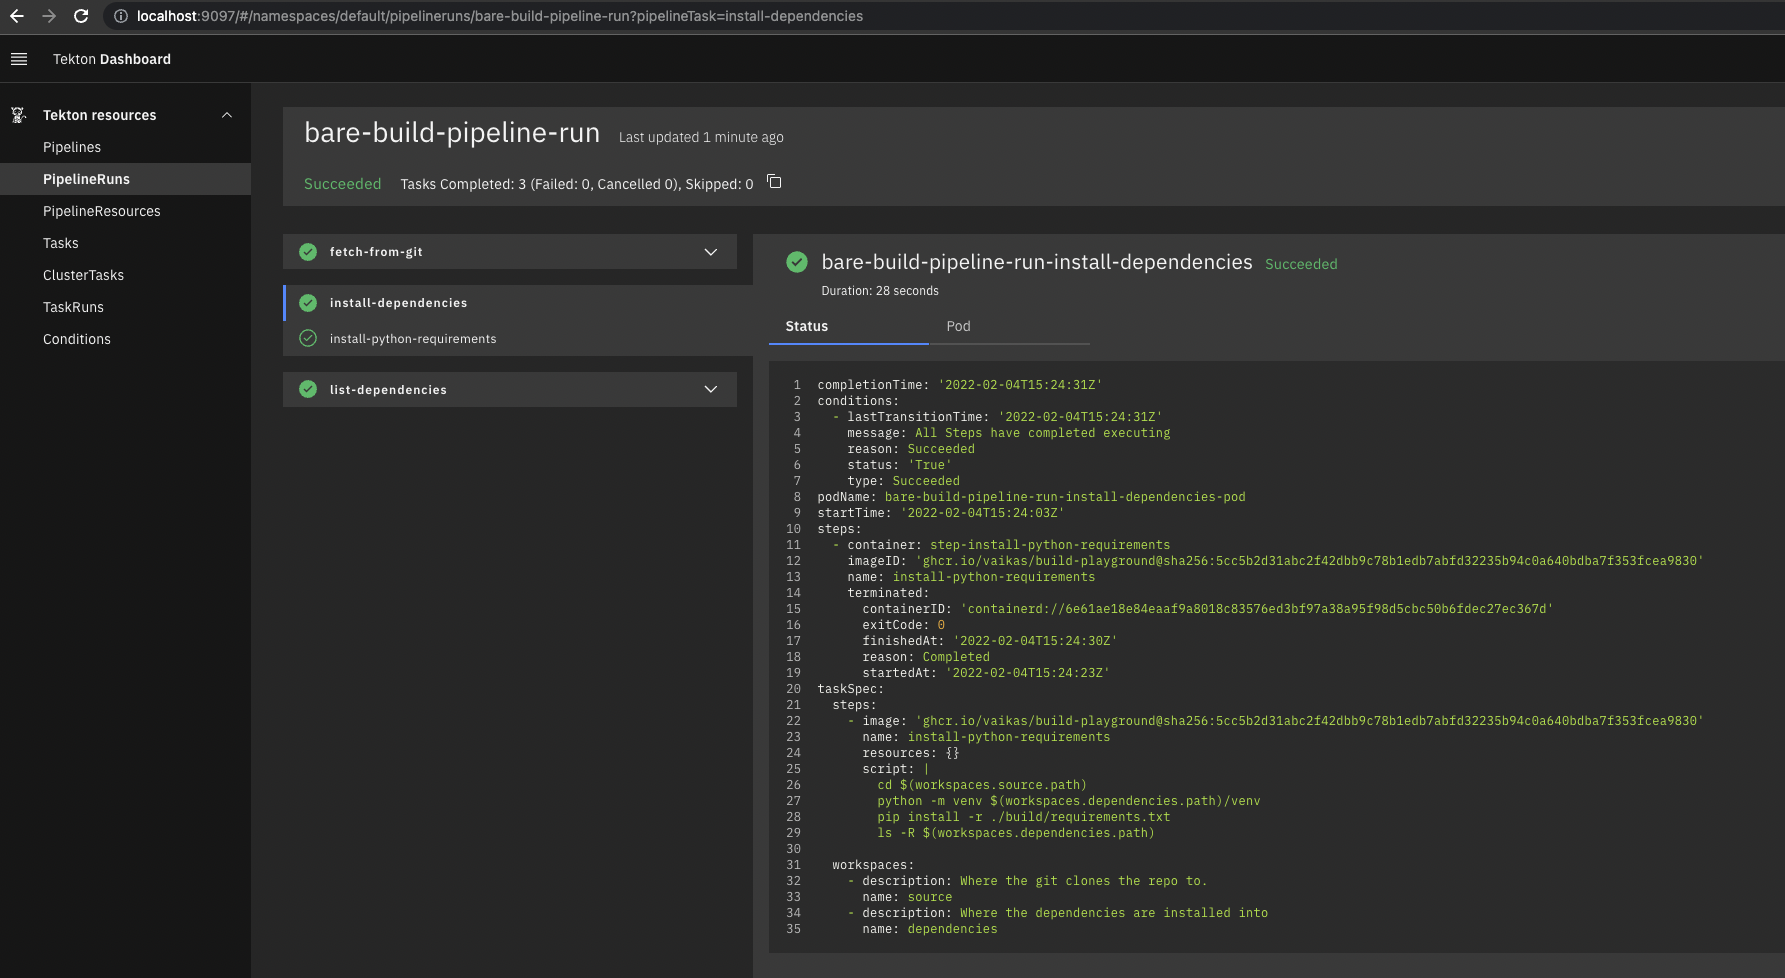 localhost:9097/#/namespaces/default/pipelineruns/bare-build-pipeline-run?pipelineTask=install-dependencies
Tekton Dashboard
Tekton resources
Pipelines
PipelineRuns
PipelineResources
Tasks
ClusterTasks
TaskRuns
Conditions
bare-build-pipeline-run Last updated 1 minute ago
Succeeded Tasks Completed: 3 (Failed: 0, Cancelled 0), Skipped: 0
fetch-from-git
install-dependencies
install-python-requirements
list-dependencies
bare-build-pipeline-run-install-dependencies Succeeded
Duration: 28 seconds
Status Pod
1 completionTime: '2022-02-04T15:24:31Z'
2 conditions:
3 - lastTransitionTime: '2022-02-04T15:24:31Z'
4 message: All Steps have completed executing
5 reason: Succeeded
6 status: 'True'
7 type: Succeeded
8 podName: bare-build-pipeline-run-install-dependencies-pod
9 startTime: '2022-02-04T15:24:03Z'
10 steps:
11 - container: step-install-python-requirements
12 imageID: 'ghcr.io/vaikas/build-playground@sha256:5cc5b2d31abc2f42dbb9c78b1edb7abfd32235b94c0a640bdba7f353fcea9830'
13 name: install-python-requirements
14 terminated:
15 containerID: 'containerd://6e61ae18e84eaaf9a8018c83576ed3bf97a38a95f98d5cbc50b6fdec27ec367d'
16 exitCode: 0
17 finishedAt: '2022-02-04T15:24:30Z'
18 reason: Completed
19 startedAt: '2022-02-04T15:24:23Z'
20 taskSpec:
21 steps:
22 - image: 'ghcr.io/vaikas/build-playground@sha256:5cc5b2d31abc2f42dbb9c78b1edb7abfd32235b94c0a640bdba7f353fcea9830'
23 name: install-python-requirements
24 resources: {}
25 script: |
26 cd $(workspaces.source.path)
27 python -m venv $(workspaces.dependencies.path)/venv
28 pip install -r ./build/requirements.txt
29 ls -R $(workspaces.dependencies.path)
30
31 workspaces:
32 - description: Where the git clones the repo to.
33 name: source
34 - description: Where the dependencies are installed into
35 name: dependencies